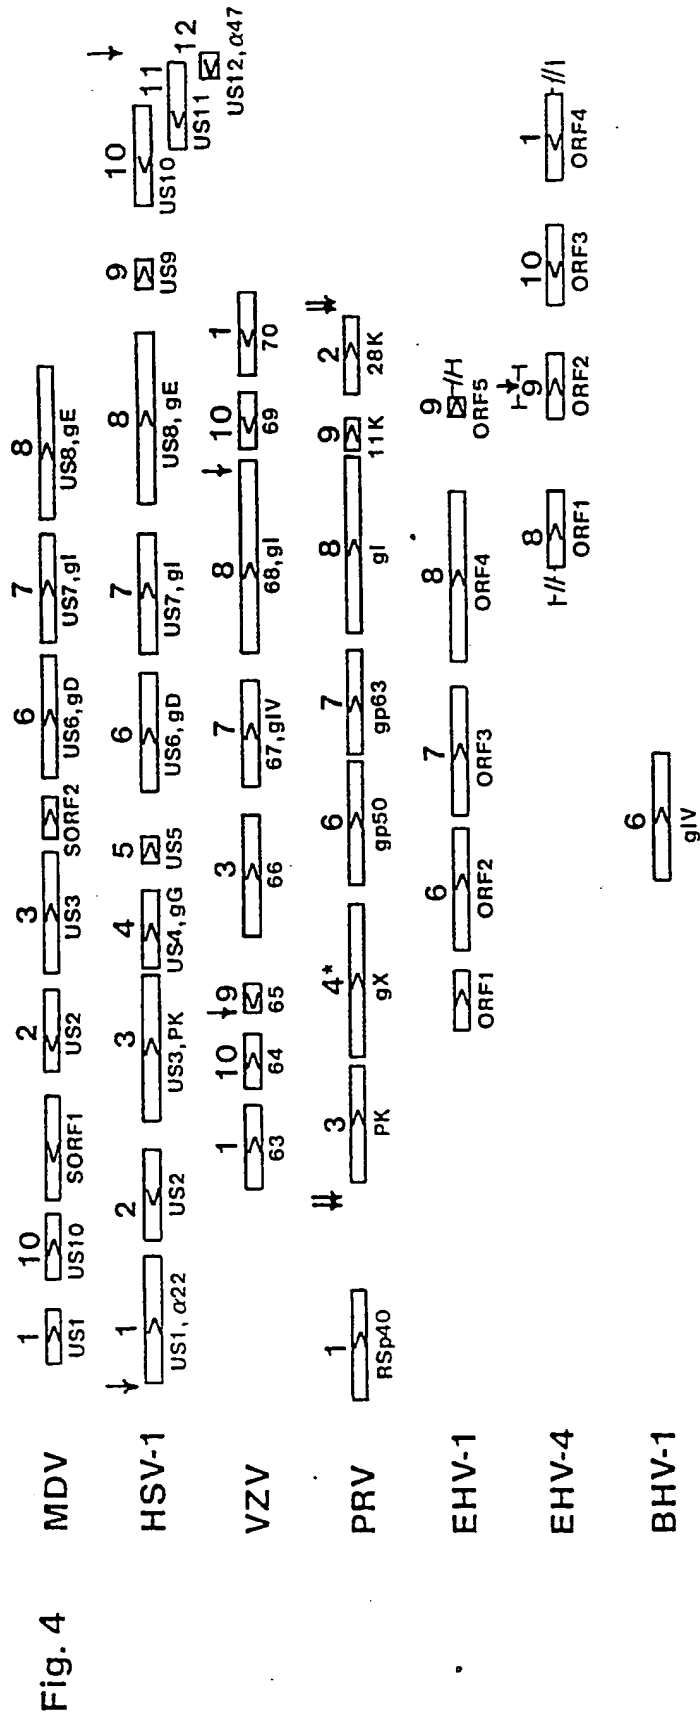 Fig. 4
MDV
1 10 2 3 6 7 8
US1 US10 SORF1 US2 US3 SORF2 US6,gD US7,gI US8,gE
HSV-1
1 2 3 4 5 6 7 8 9 10 11 12
US1, α22 US2 US3,PK US4,gG US5 US6,gD US7,gI US8,gE US9 US10 US11 US12,α47
VZV
1 10 9 3 7 8 10 1
63 64 65 66 67,gIV 68,gI 69 70
PRV
1 3 4* 6 7 8 9 2
RSp40 PK gX gp50 gp63 gI 11K 28K
EHV-1
6 7 8 9
ORF1 ORF2 ORF3 ORF4 ORF5
EHV-4
8 9 10 1
ORF1 ORF2 ORF3 ORF4
BHV-1
6
gIV